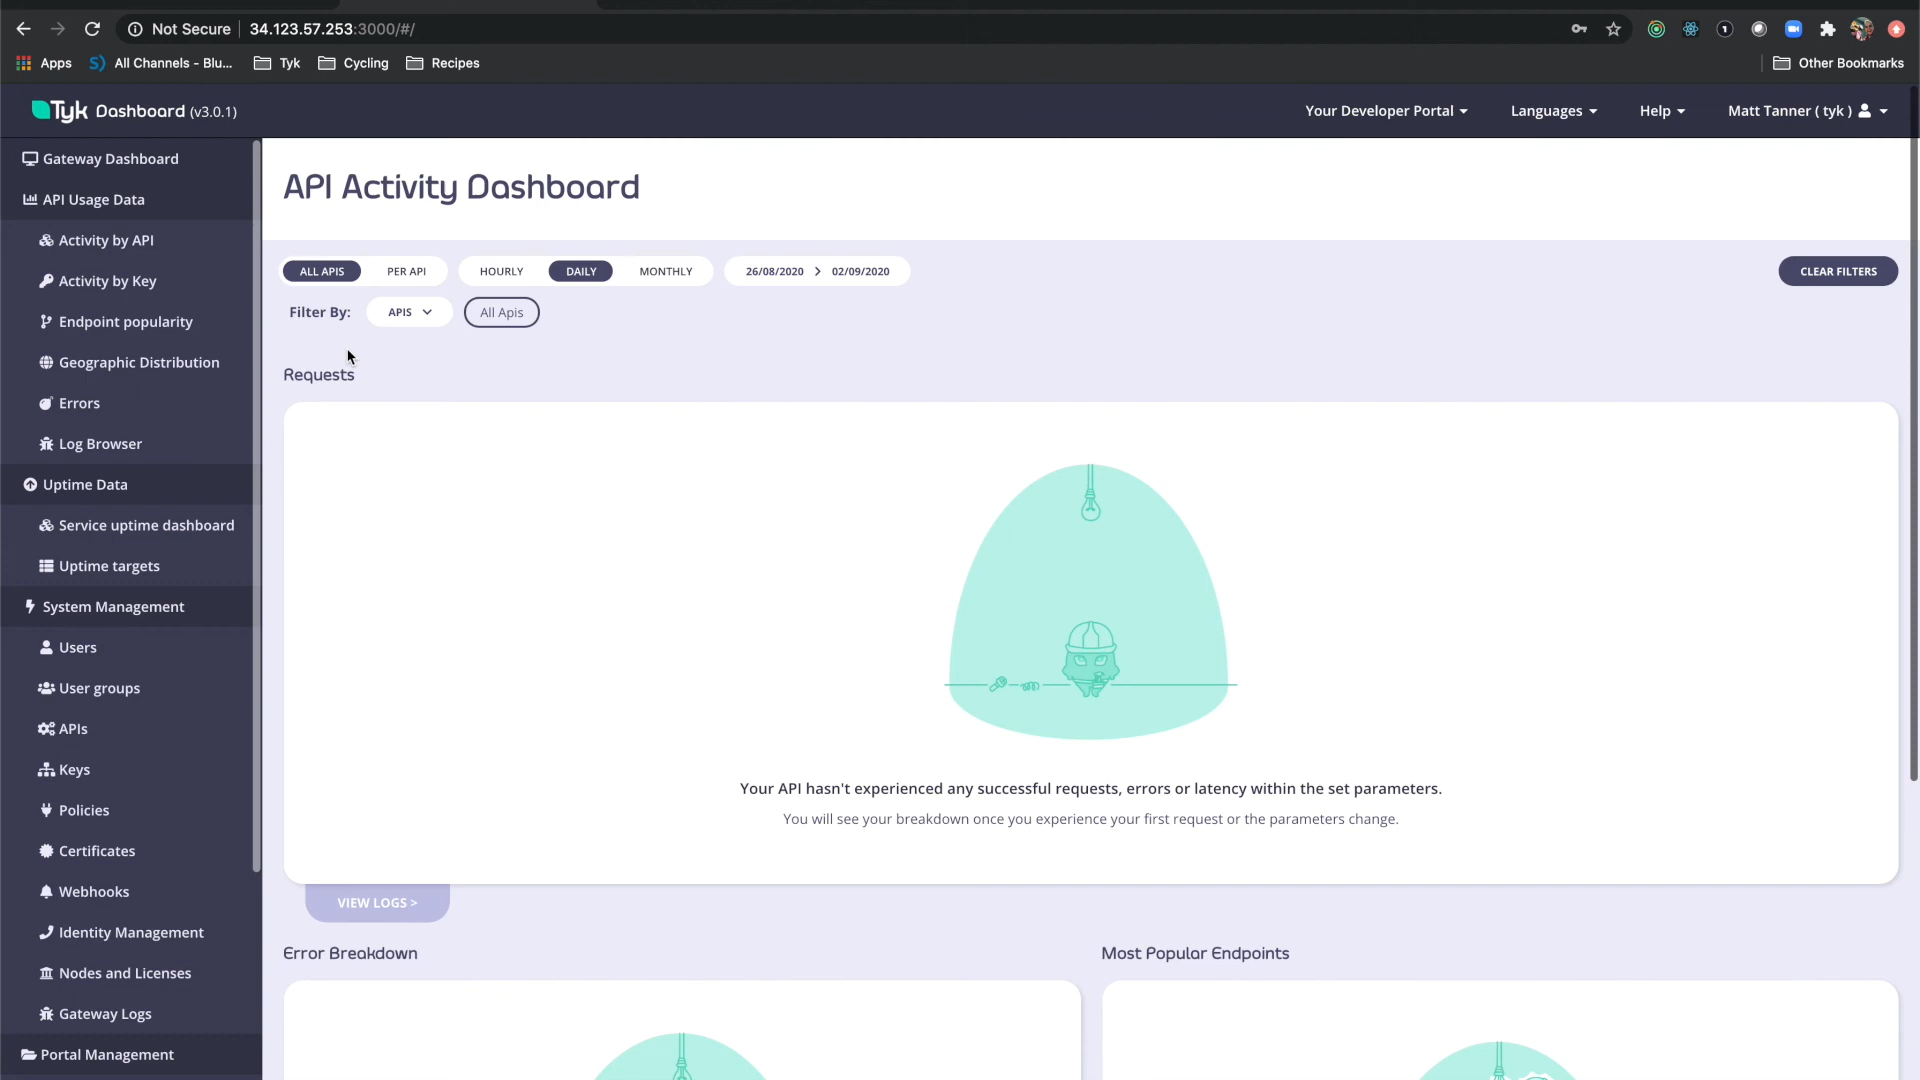 Not Secure
34.123.57.253:3000/#/
Apps
All Channels - Blu...
Tyk
Cycling
Recipes
Other Bookmarks
Tyk Dashboard (v3.0.1)
Your Developer Portal
Languages
Help
Matt Tanner ( tyk )
Gateway Dashboard
API Usage Data
Activity by API
Activity by Key
Endpoint popularity
Geographic Distribution
Errors
Log Browser
Uptime Data
Service uptime dashboard
Uptime targets
System Management
Users
User groups
APIs
Keys
Policies
Certificates
Webhooks
Identity Management
Nodes and Licenses
Gateway Logs
Portal Management
API Activity Dashboard
ALL APIS
PER API
HOURLY
DAILY
MONTHLY
26/08/2020 > 02/09/2020
CLEAR FILTERS
Filter By:
APIS
All Apis
Requests
Your API hasn't experienced any successful requests, errors or latency within the set parameters.
You will see your breakdown once you experience your first request or the parameters change.
VIEW LOGS >
Error Breakdown
Most Popular Endpoints